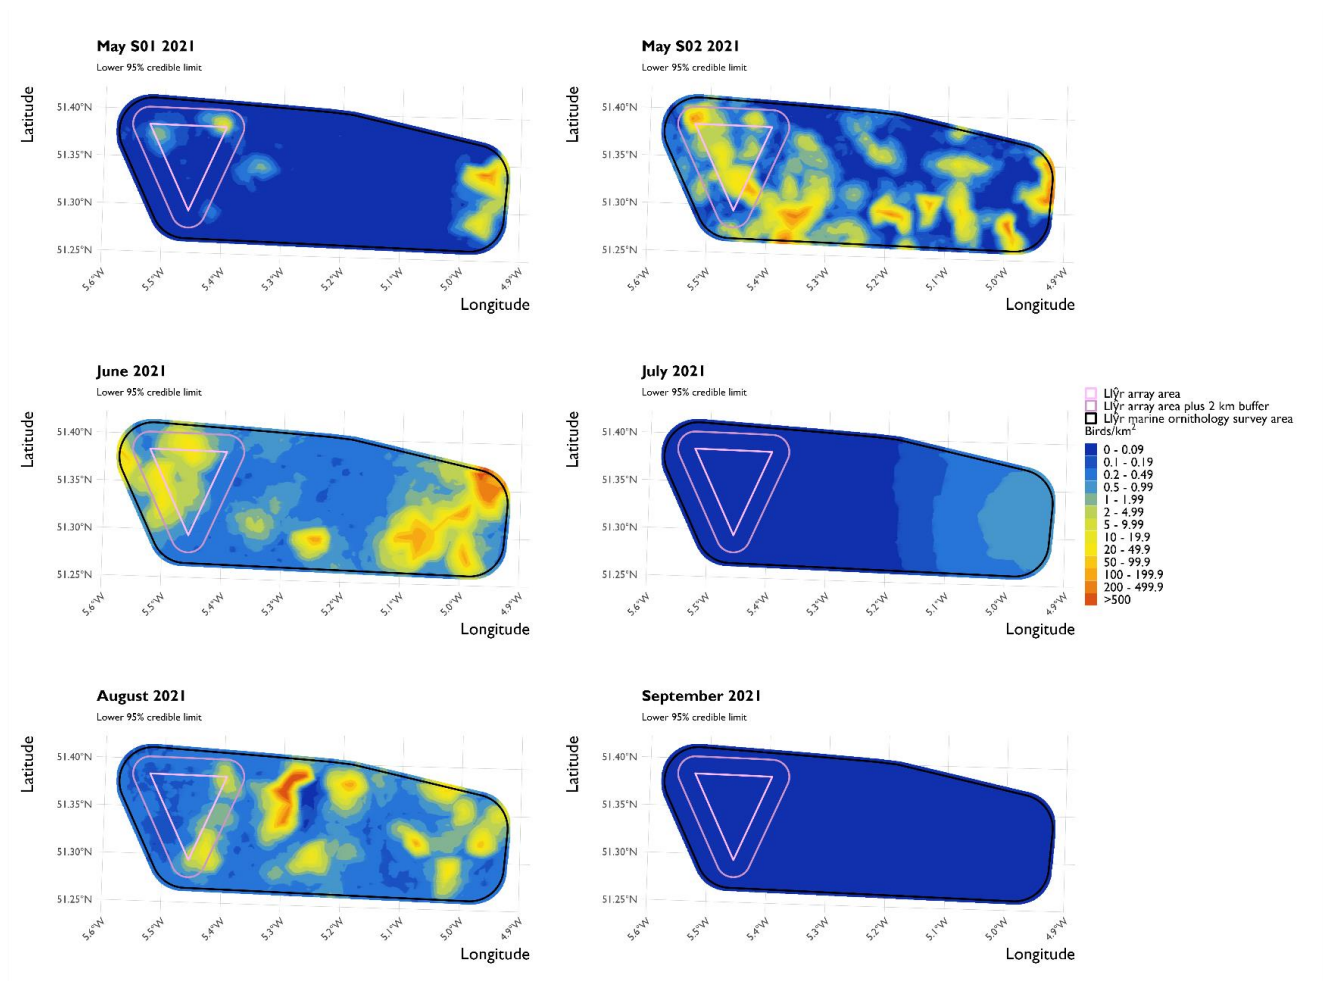 May S01 2021
Lower 95% credible limit
Latitude
51.40°N
51.35°N
51.30°N
51.25°N
5.6°W
5.5°W
5.4°W
5.3°W
5.2°W
5.1°W
5.0°W
4.9°W
Longitude
May S02 2021
Lower 95% credible limit
Latitude
51.40°N
51.35°N
51.30°N
51.25°N
5.6°W
5.5°W
5.4°W
5.3°W
5.2°W
5.1°W
5.0°W
4.9°W
Longitude
June 2021
Lower 95% credible limit
Latitude
51.40°N
51.35°N
51.30°N
51.25°N
5.6°W
5.5°W
5.4°W
5.3°W
5.2°W
5.1°W
5.0°W
4.9°W
Longitude
July 2021
Lower 95% credible limit
Latitude
51.40°N
51.35°N
51.30°N
51.25°N
5.6°W
5.5°W
5.4°W
5.3°W
5.2°W
5.1°W
5.0°W
4.9°W
Longitude
Llŷr array area
Llŷr array area plus 2 km buffer
Llŷr marine ornithology survey area
Birds/km²
0 - 0.09
0.1 - 0.19
0.2 - 0.49
0.5 - 0.99
1 - 1.99
2 - 4.99
5 - 9.99
10 - 19.9
20 - 49.9
50 - 99.9
100 - 199.9
200 - 499.9
>500
August 2021
Lower 95% credible limit
Latitude
51.40°N
51.35°N
51.30°N
51.25°N
5.6°W
5.5°W
5.4°W
5.3°W
5.2°W
5.1°W
5.0°W
4.9°W
Longitude
September 2021
Lower 95% credible limit
Latitude
51.40°N
51.35°N
51.30°N
51.25°N
5.6°W
5.5°W
5.4°W
5.3°W
5.2°W
5.1°W
5.0°W
4.9°W
Longitude